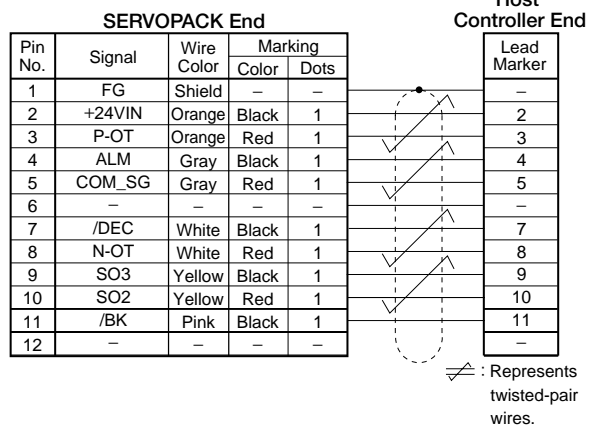 SERVOPACK End
Host
Controller End
Pin No. Signal Wire Color Marking Lead Marker
Color Dots
1 FG Shield – – –
2 +24VIN Orange Black 1 2
3 P-OT Orange Red 1 3
4 ALM Gray Black 1 4
5 COM_SG Gray Red 1 5
6 – – – – –
7 /DEC White Black 1 7
8 N-OT White Red 1 8
9 SO3 Yellow Black 1 9
10 SO2 Yellow Red 1 10
11 /BK Pink Black 1 11
12 – – – – –
: Represents
twisted-pair
wires.